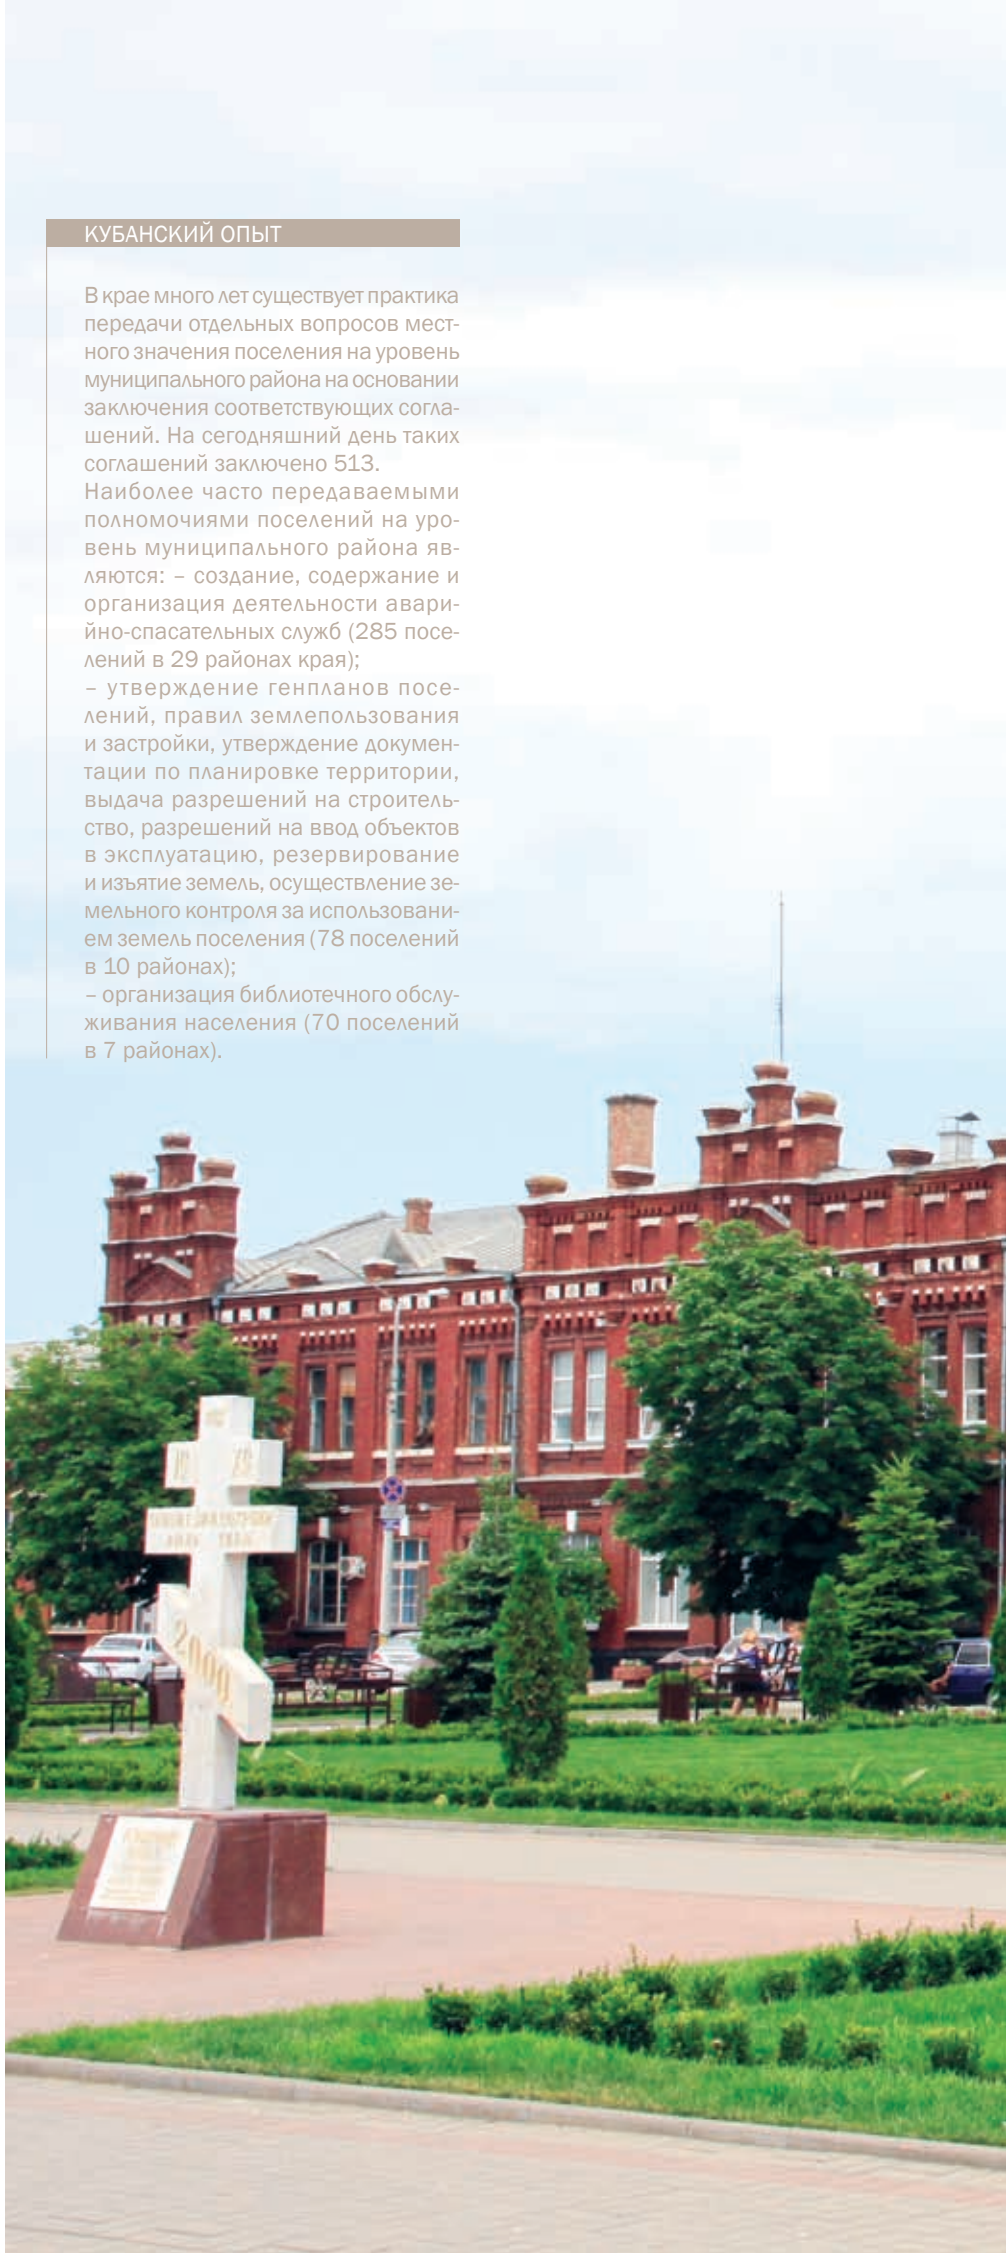 КУБАНСКИЙ ОПЫТ
В крае много лет существует практика
передачи отдельных вопросов мест-
ного значения поселения на уровень
муниципального района на основании
заключения соответствующих согла-
шений. На сегодняшний день таких
соглашений заключено 513.
Наиболее часто передаваемыми
полномочиями поселений на уро-
вень муниципального района яв-
ляются: – создание, содержание и
организация деятельности авари-
йно-спасательных служб (285 посе-
лений в 29 районах края);
– утверждение генпланов посе-
лений, правил землепользования
и застройки, утверждение докумен-
тации по планировке территории,
выдача разрешений на строитель-
ство, разрешений на ввод объектов
в эксплуатацию, резервирование
и изъятие земель, осуществление зе-
мельного контроля за использовани-
ем земель поселения (78 поселений
в 10 районах);
– организация библиотечного обслу-
живания населения (70 поселений
в 7 районах).
2000